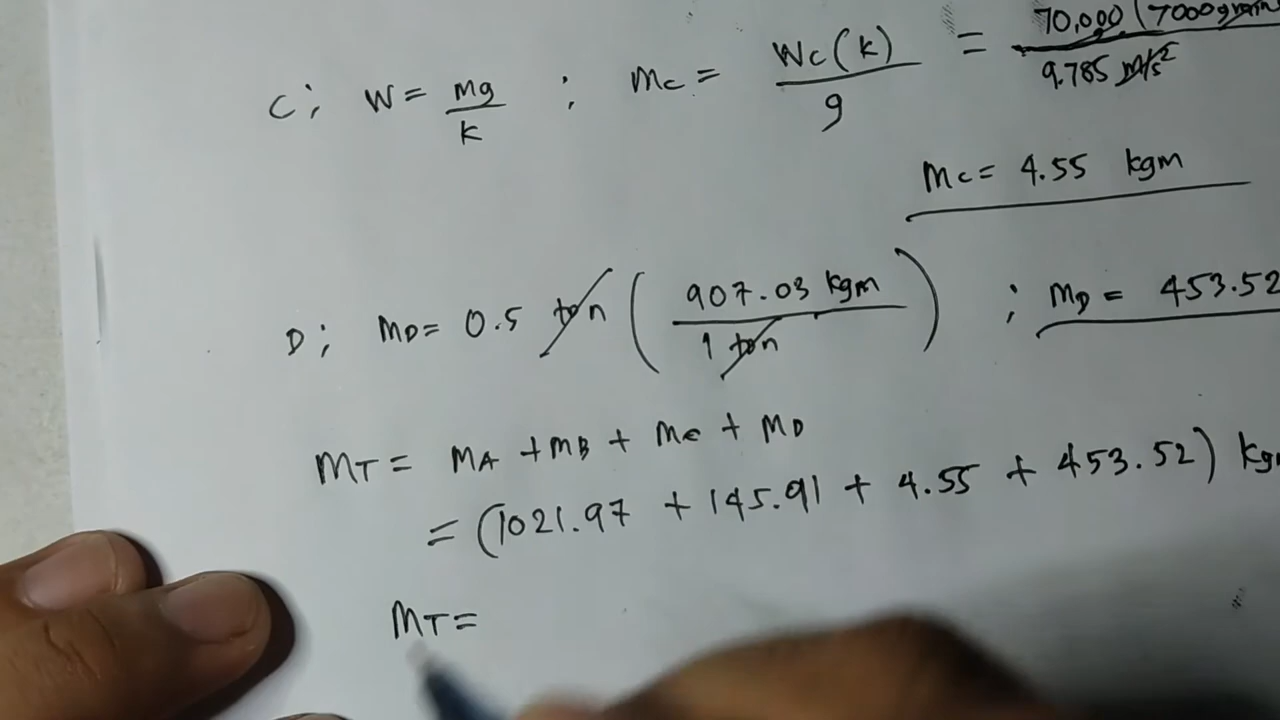 C; W = mg/k ; mc = Wc(k)/g = 70,000 (7000gram/9.785 m/s²
mc = 4.55 kgm
D; mD = 0.5 ton (907.03 kgm/1 ton) ; mD = 453.52
mT = mA + mB + mc + mD
= (1021.97 + 145.91 + 4.55 + 453.52) kgm
mT =